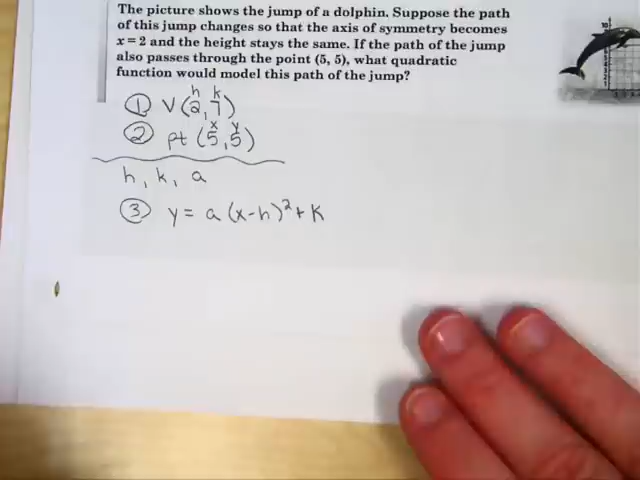 The picture shows the jump of a dolphin. Suppose the path
of this jump changes so that the axis of symmetry becomes
x = 2 and the height stays the same. If the path of the jump
also passes through the point (5, 5), what quadratic
function would model this path of the jump?
h k
① V(2,7)
x y
② pt (5,5)
h, k, a
③ y = a (x-h)² + k